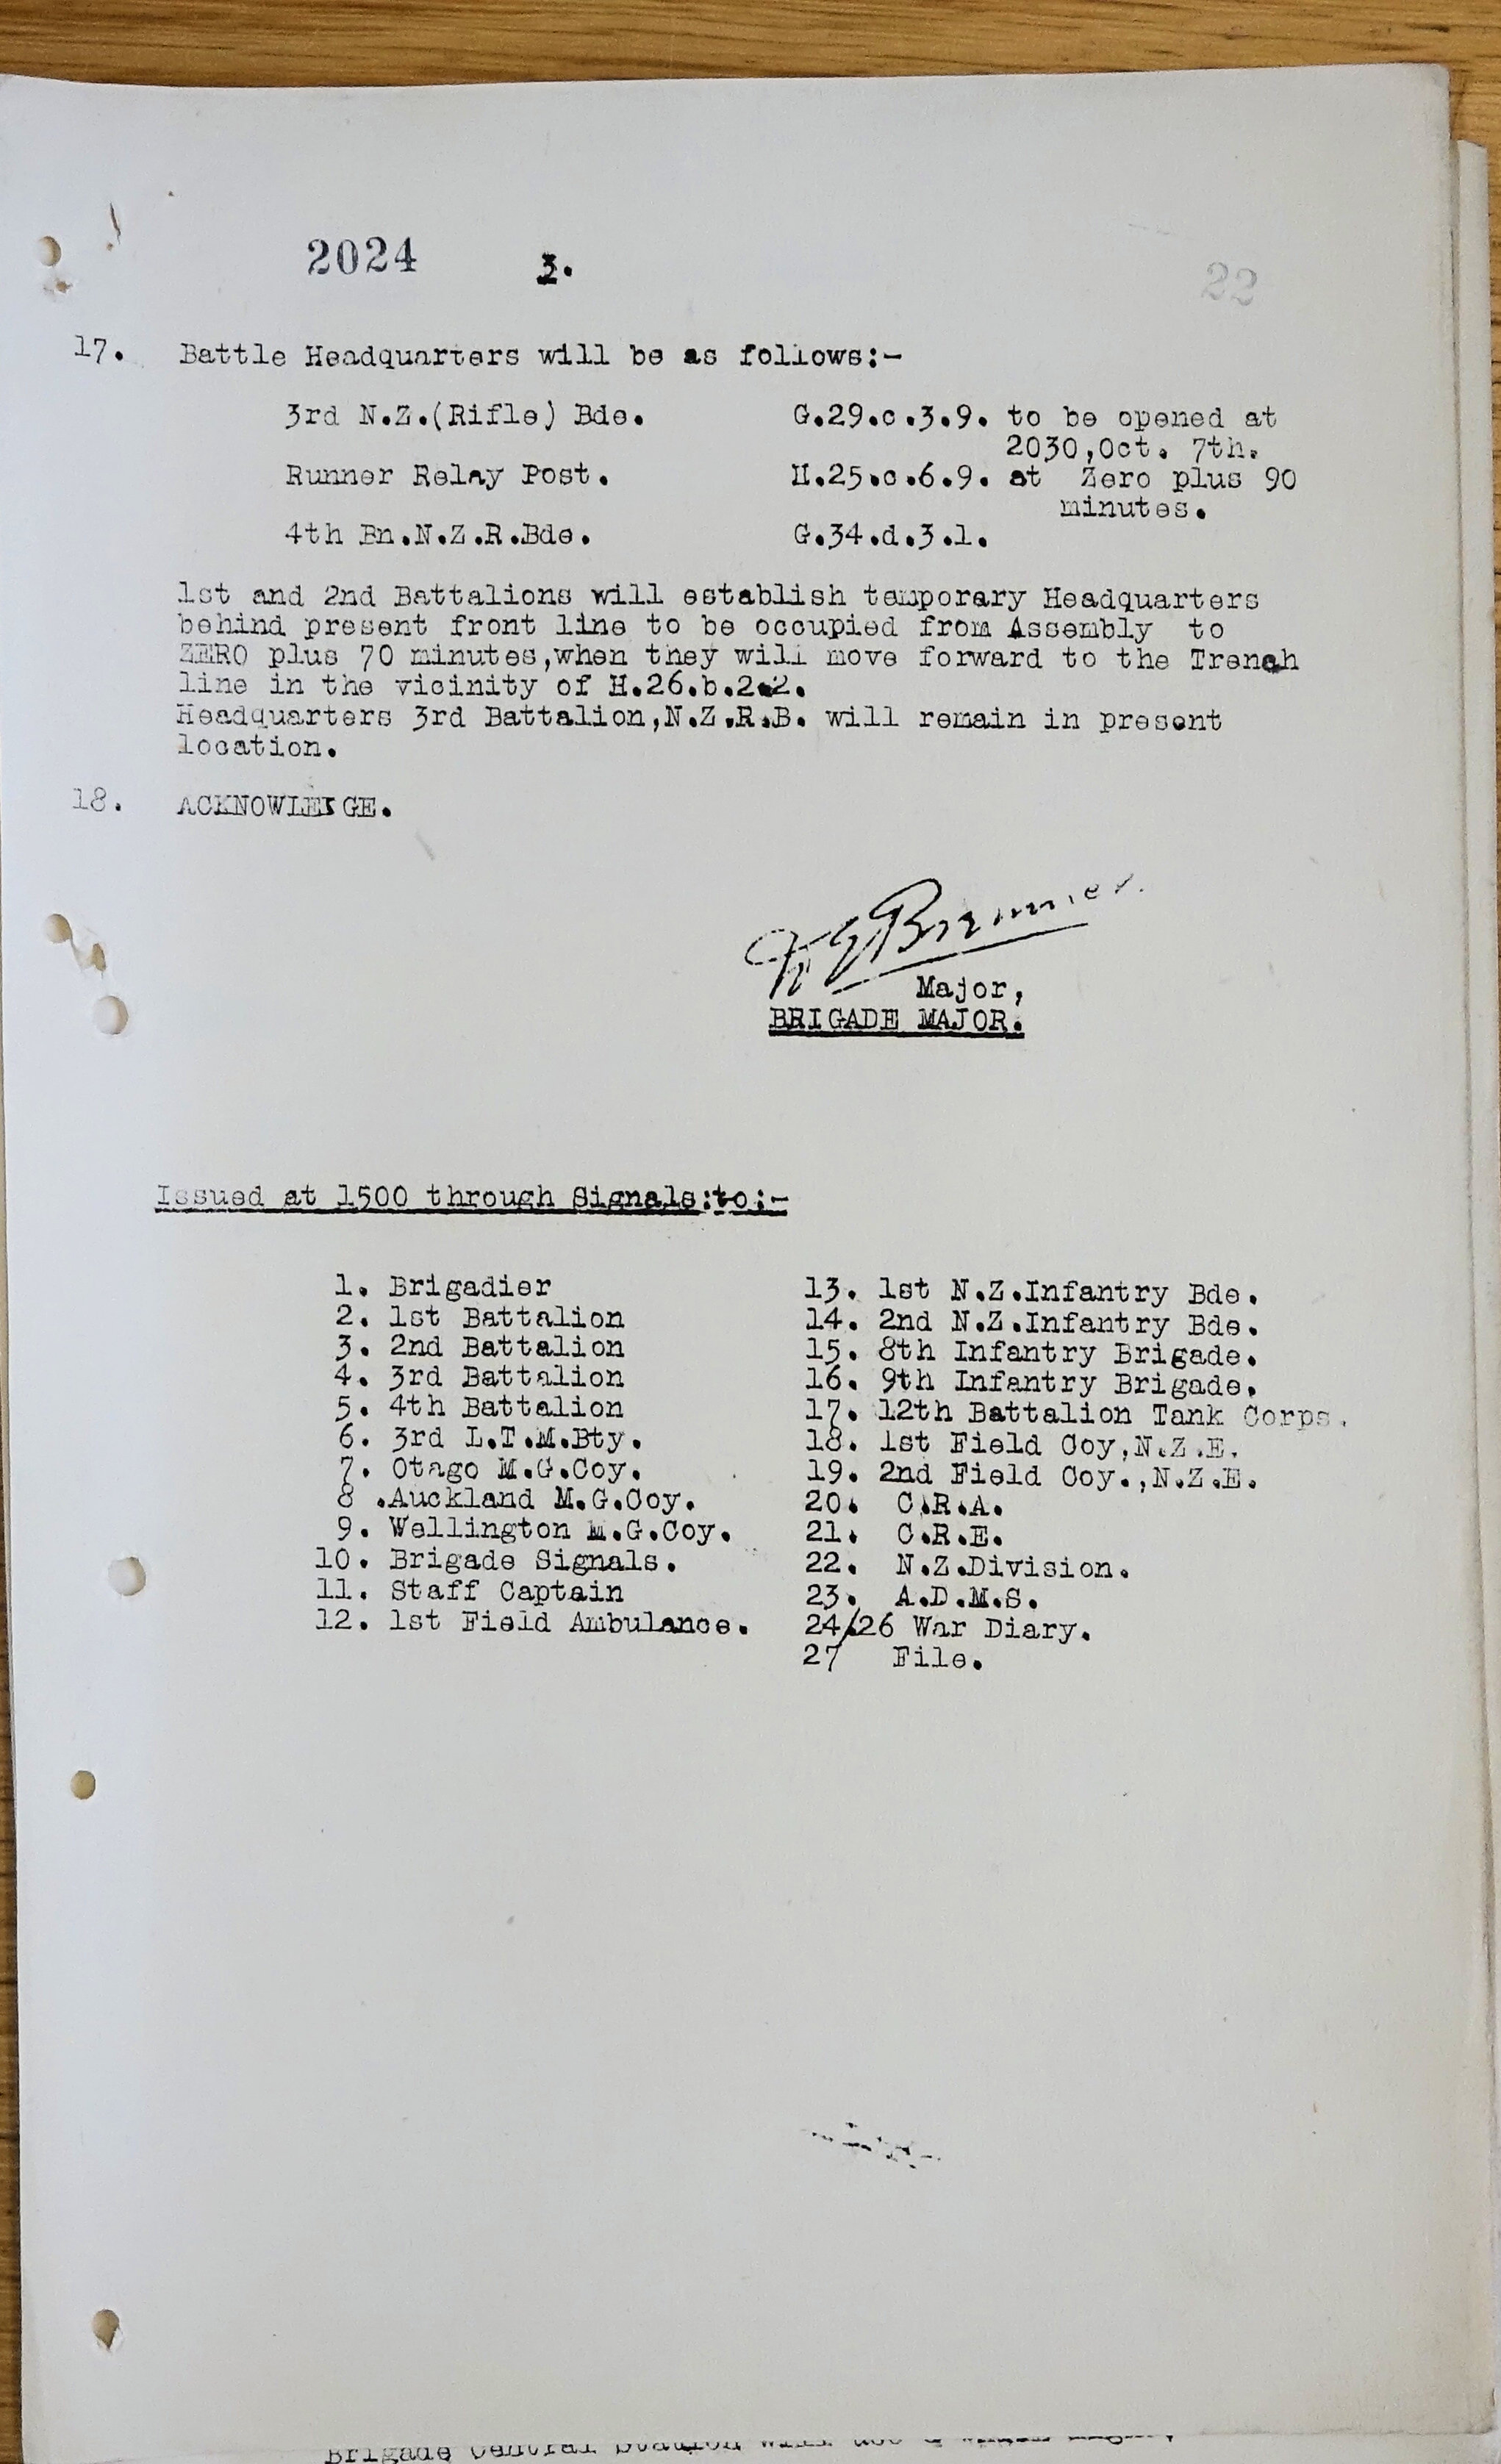 2024 3. 22
17. Battle Headquarters will be as follows:-
3rd N.Z.(Rifle) Bde. G.29.c.3.9. to be opened at
2030,Oct. 7th.
Runner Relay Post. H.25.c.6.9. at Zero plus 90
minutes.
4th Bn.N.Z.R.Bde. G.34.d.3.1.
1st and 2nd Battalions will establish temporary Headquarters
behind present front line to be occupied from Assembly to
ZERO plus 70 minutes,when they will move forward to the Trench
line in the vicinity of H.26.b.2.2.
Headquarters 3rd Battalion,N.Z.R.B. will remain in present
location.
18. ACKNOWLEDGE.
Major,
BRIGADE MAJOR.
Issued at 1500 through Signals:to:-
1. Brigadier
2. 1st Battalion
3. 2nd Battalion
4. 3rd Battalion
5. 4th Battalion
6. 3rd L.T.M.Bty.
7. Otago M.G.Coy.
8 .Auckland M.G.Coy.
9. Wellington M.G.Coy.
10. Brigade Signals.
11. Staff Captain
12. 1st Field Ambulance.
13. 1st N.Z.Infantry Bde.
14. 2nd N.Z.Infantry Bde.
15. 8th Infantry Brigade.
16. 9th Infantry Brigade.
17. 12th Battalion Tank Corps.
18. 1st Field Coy,N.Z.E.
19. 2nd Field Coy.,N.Z.E.
20. C.R.A.
21. C.R.E.
22. N.Z.Division.
23. A.D.M.S.
24/26 War Diary.
27 File.
Brigade Central Station will